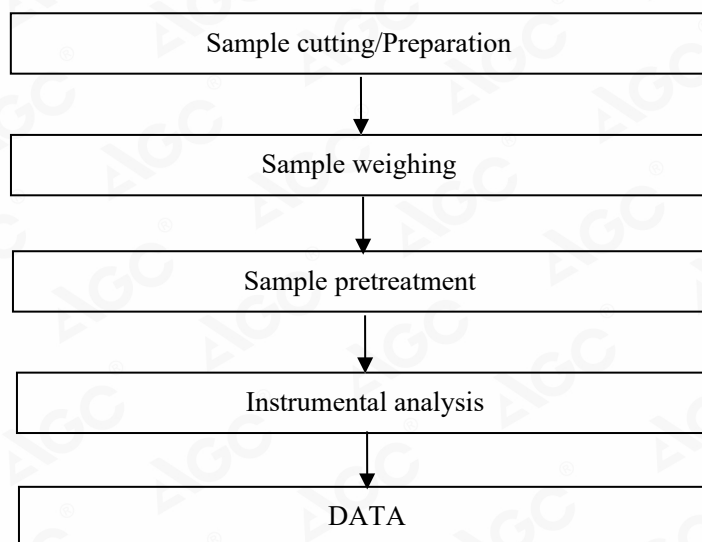 Sample cutting/Preparation
Sample weighing
Sample pretreatment
Instrumental analysis
DATA